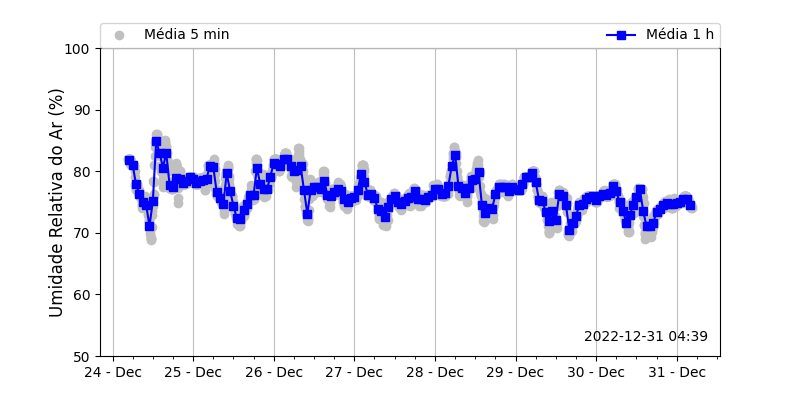 Média 5 min
Média 1 h
Umidade Relativa do Ar (%)
100
90
80
70
60
50
2022-12-31 04:39
24 - Dec
25 - Dec
26 - Dec
27 - Dec
28 - Dec
29 - Dec
30 - Dec
31 - Dec